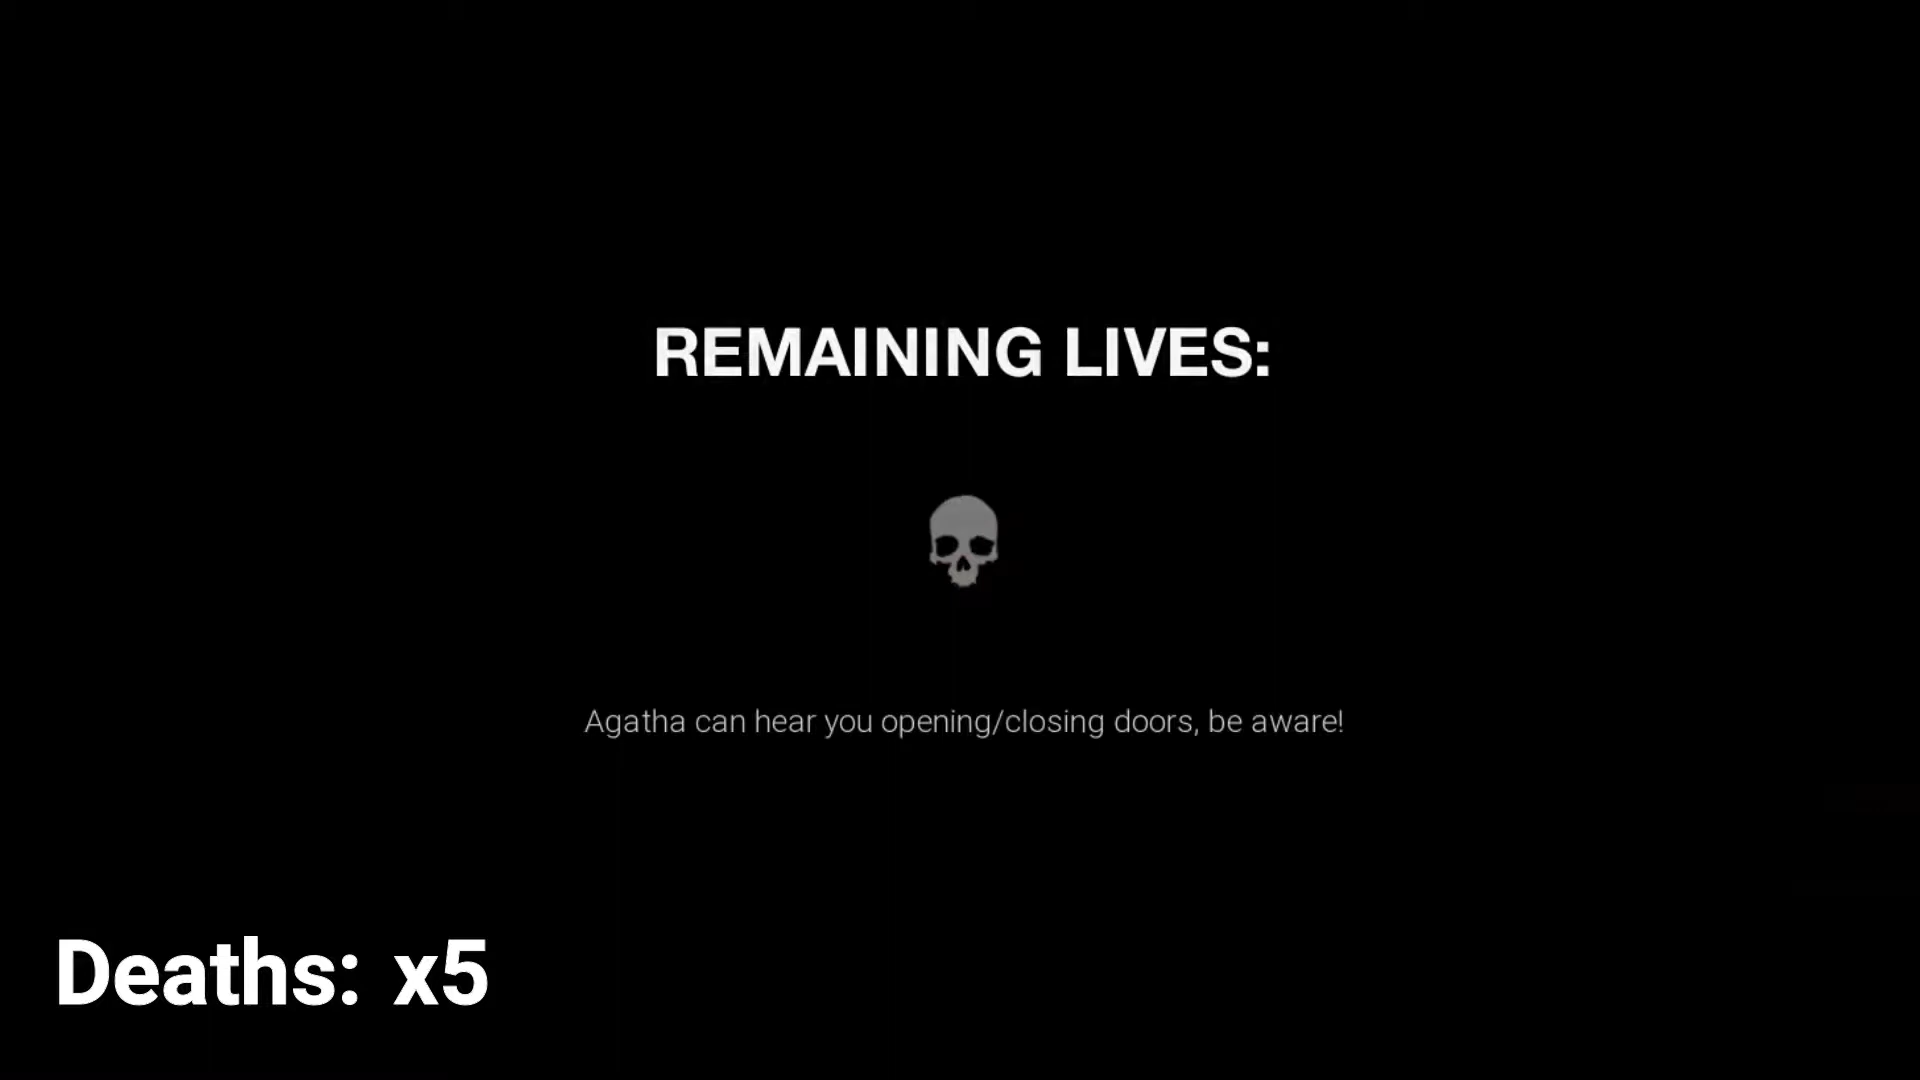 REMAINING LIVES:
Agatha can hear you opening/closing doors, be aware!
Deaths: x5